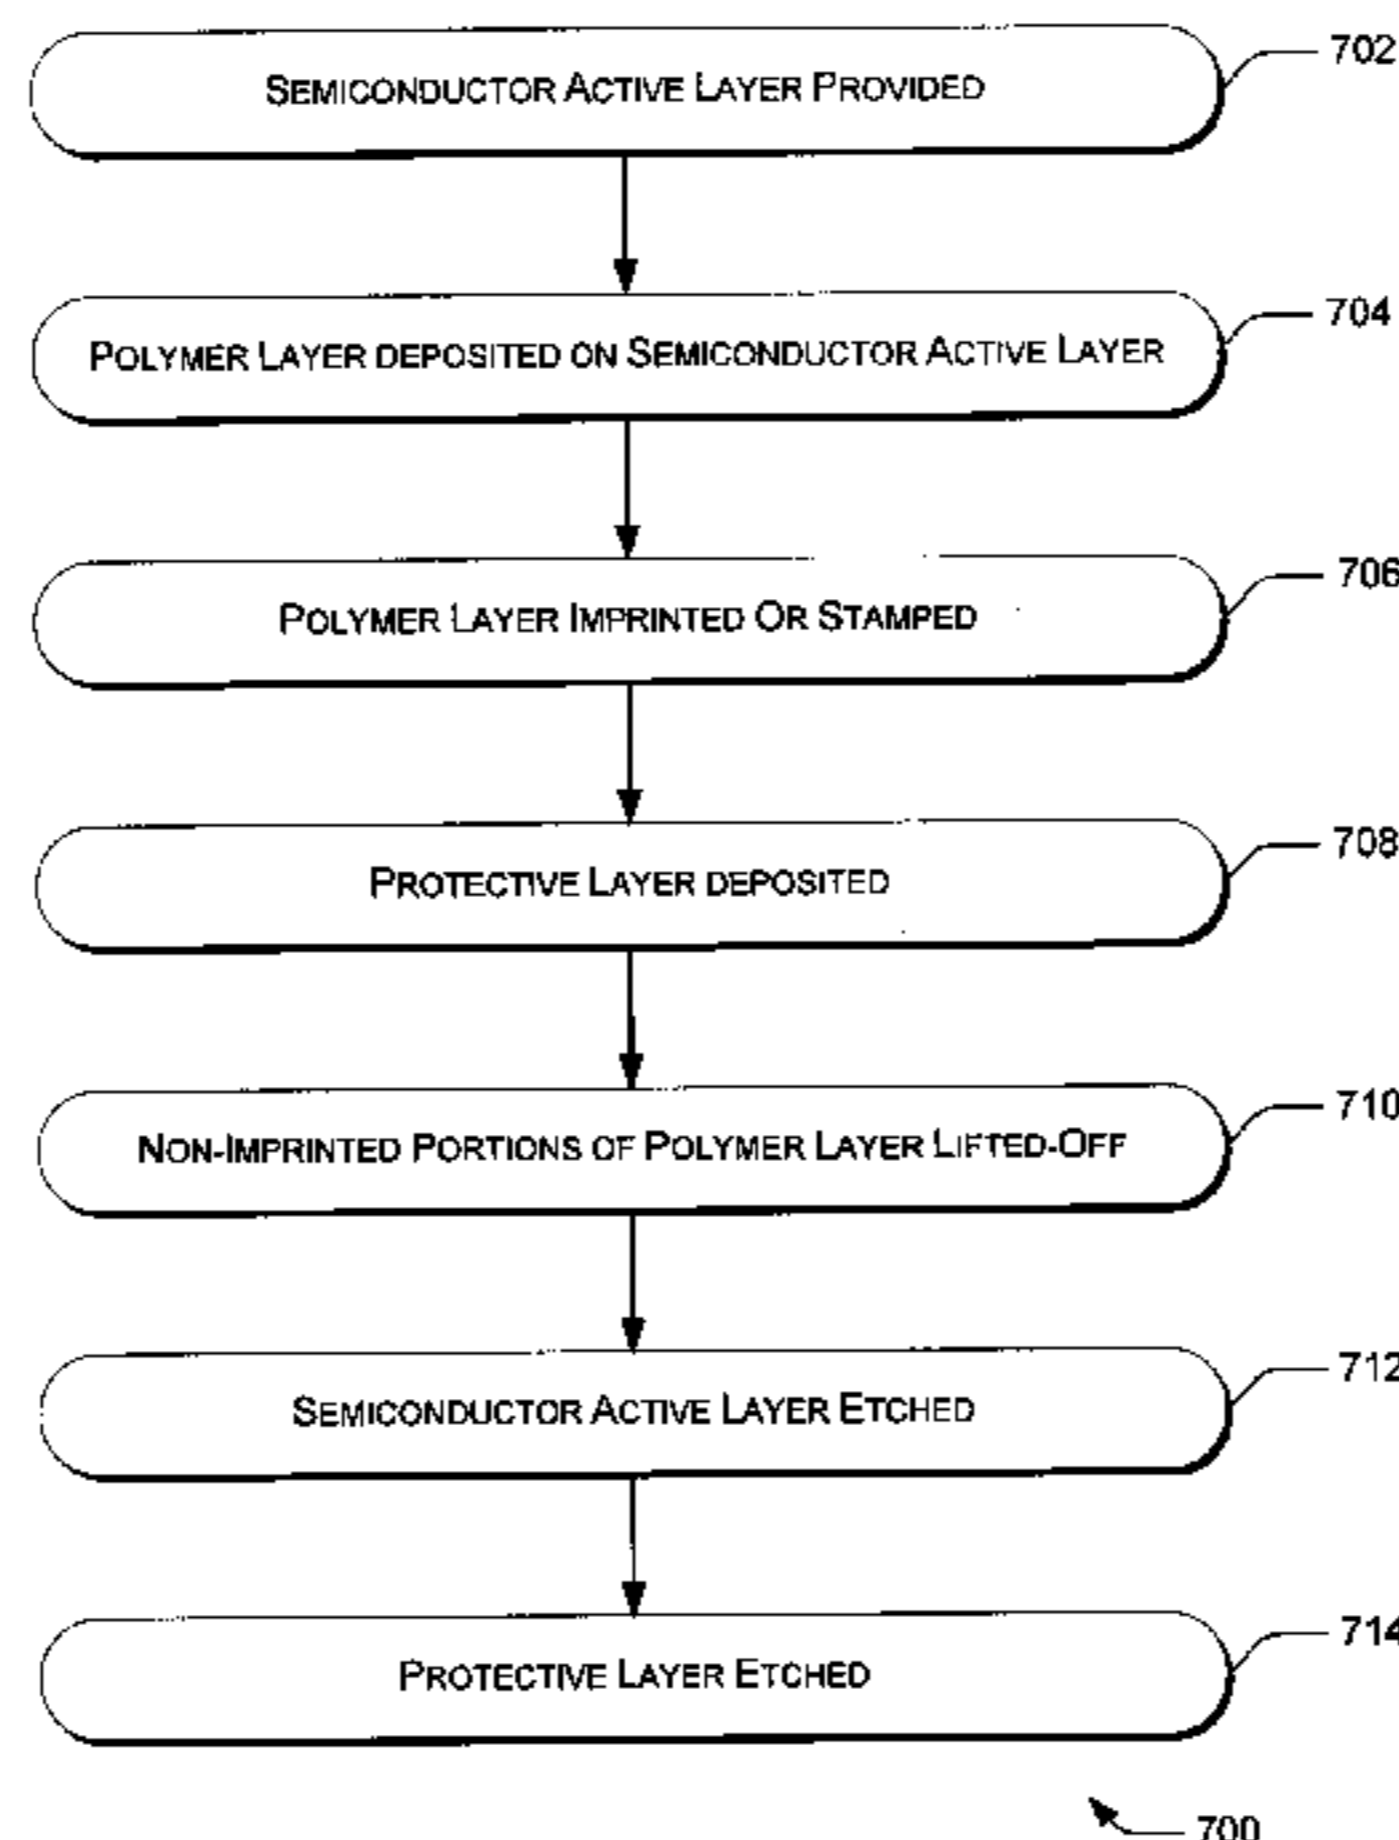 SEMICONDUCTOR ACTIVE LAYER PROVIDED
702
POLYMER LAYER DEPOSITED ON SEMICONDUCTOR ACTIVE LAYER
704
POLYMER LAYER IMPRINTED OR STAMPED
706
PROTECTIVE LAYER DEPOSITED
708
NON-IMPRINTED PORTIONS OF POLYMER LAYER LIFTED-OFF
710
SEMICONDUCTOR ACTIVE LAYER ETCHED
712
PROTECTIVE LAYER ETCHED
714
700